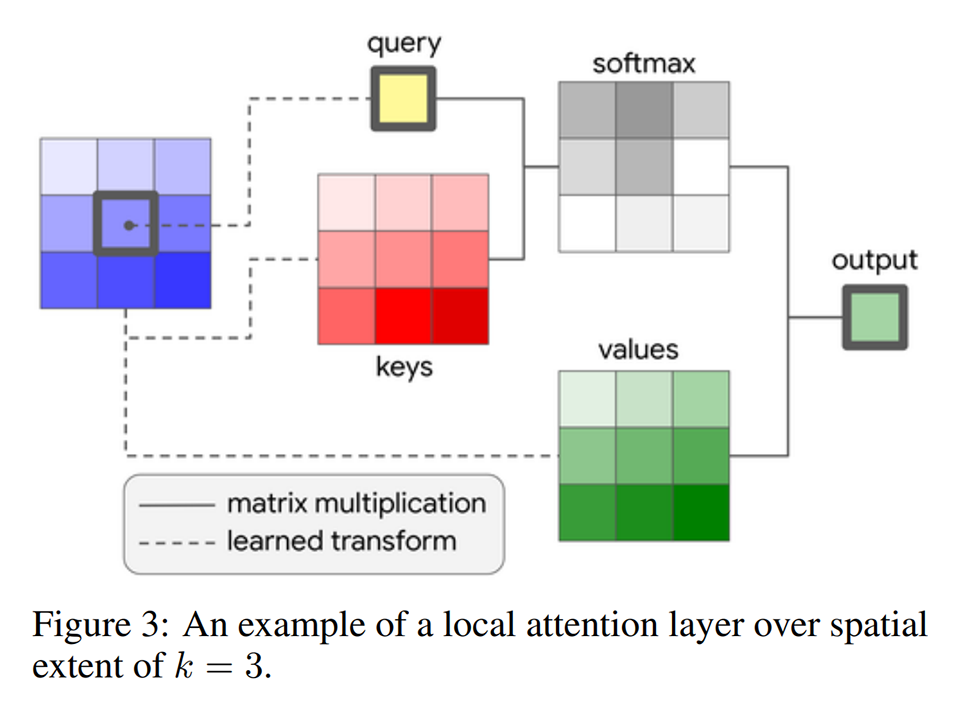 query
softmax
keys
values
output
matrix multiplication
learned transform
Figure 3: An example of a local attention layer over spatial
extent of k = 3.